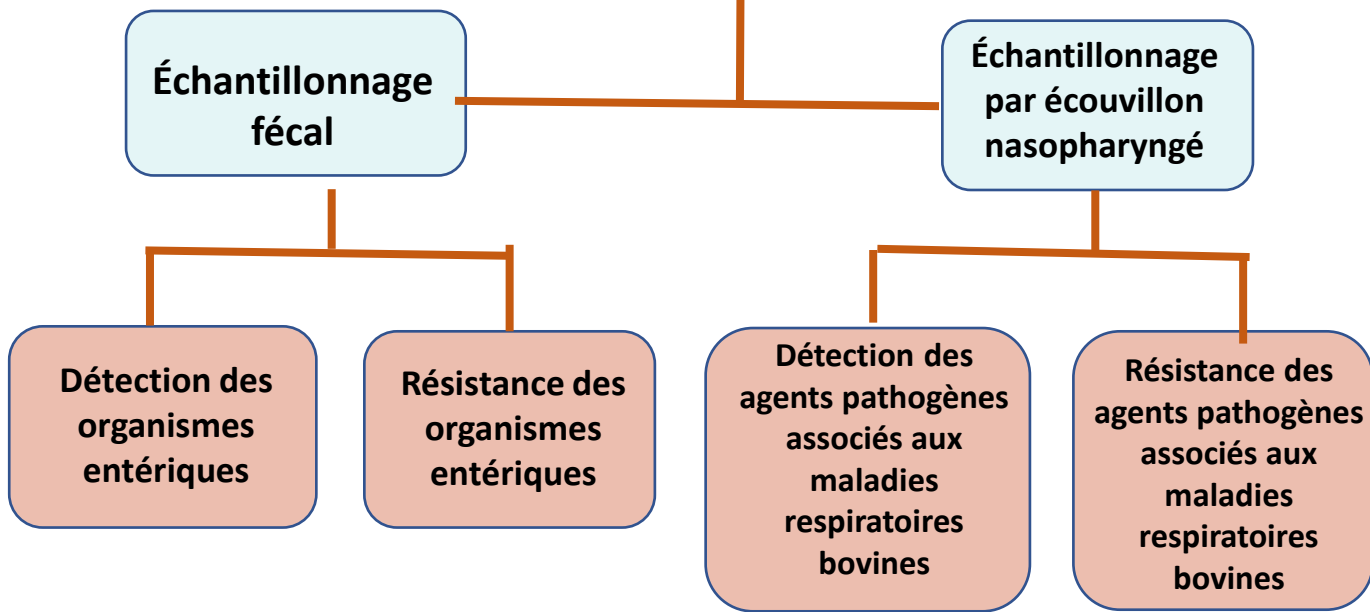 Échantillonnage
fécal
Échantillonnage
par écouvillon
nasopharyngé
Détection des
organismes
entériques
Résistance des
organismes
entériques
Détection des
agents pathogènes
associés aux
maladies
respiratoires
bovines
Résistance des
agents pathogènes
associés aux
maladies
respiratoires
bovines